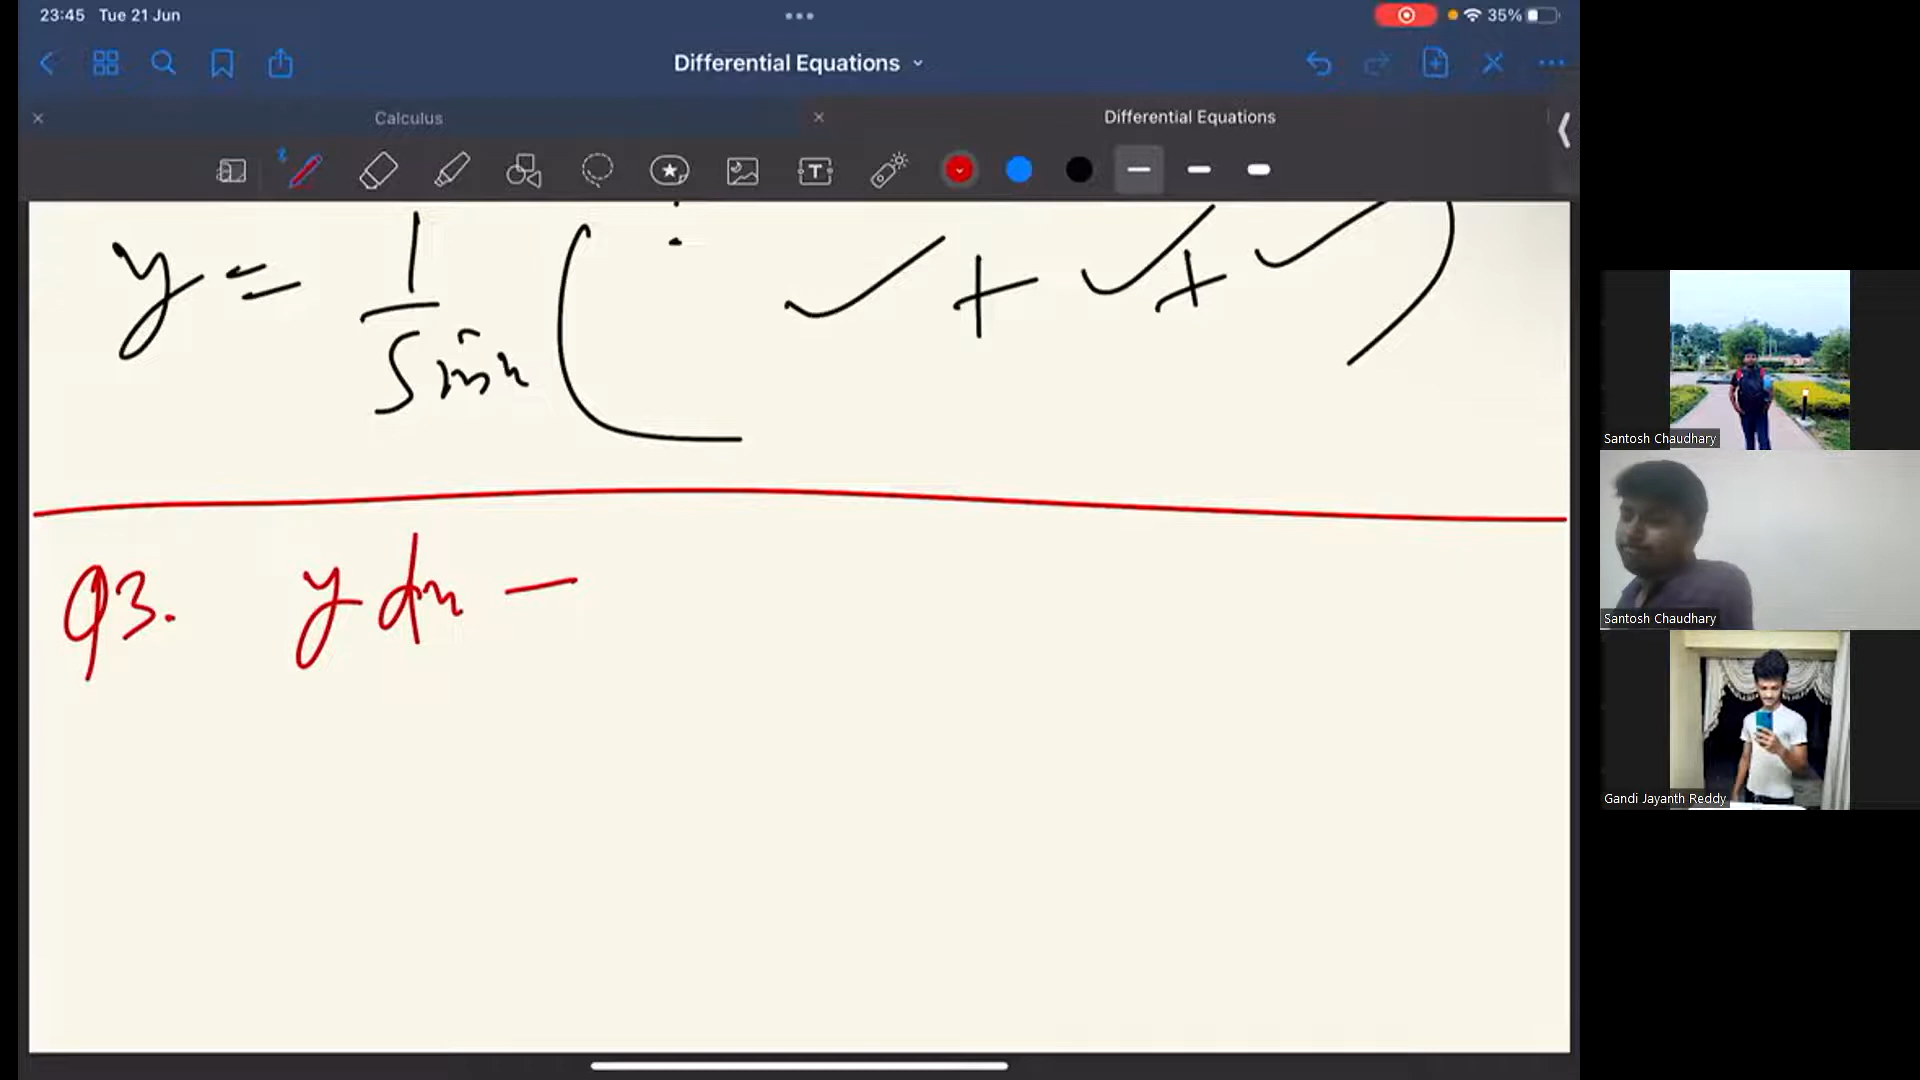 23:45 Tue 21 Jun
35%
Differential Equations
Calculus
Differential Equations
T
y = 1/sin x ( ✓ + ✓ + ✓ )
Q3. y dx —
Santosh Chaudhary
Santosh Chaudhary
Gandi Jayanth Reddy